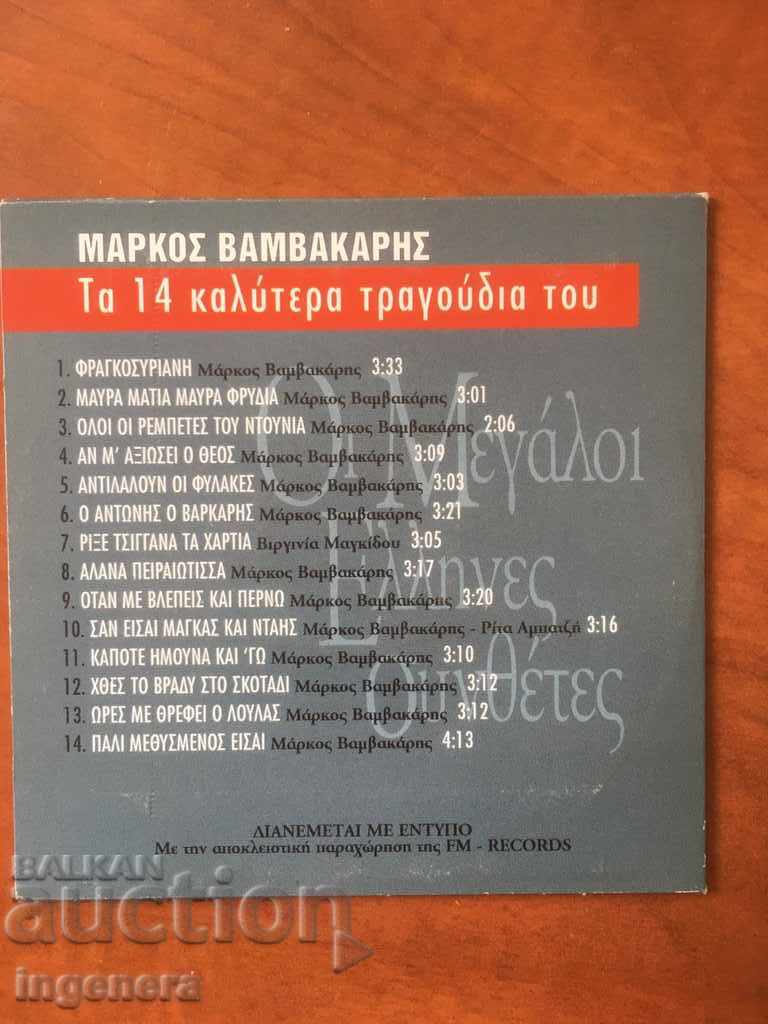 ΜΑΡΚΟΣ ΒΑΜΒΑΚΑΡΗΣ
Τα 14 καλύτερα τραγούδια του
1. ΦΡΑΓΚΟΣΥΡΙΑΝΗ Μάρκος Βαμβακάρης 3:33
2. ΜΑΥΡΑ ΜΑΤΙΑ ΜΑΥΡΑ ΦΡΥΔΙΑ Μάρκος Βαμβακάρης 3:01
3. ΟΛΟΙ ΟΙ ΡΕΜΠΕΤΕΣ ΤΟΥ ΝΤΟΥΝΙΑ Μάρκος Βαμβακάρης 2:06
4. ΑΝ Μ' ΑΞΙΩΣΕΙ Ο ΘΕΟΣ Μάρκος Βαμβακάρης 3:09
5. ΑΝΤΙΛΑΛΟΥΝ ΟΙ ΦΥΛΑΚΕΣ Μάρκος Βαμβακάρης 3:03
6. Ο ΑΝΤΩΝΗΣ Ο ΒΑΡΚΑΡΗΣ Μάρκος Βαμβακάρης 3:21
7. ΡΙΞΕ ΤΣΙΓΓΑΝΑ ΤΑ ΧΑΡΤΙΑ Βιργινία Μαγκίδου 3:05
8. ΑΛΑΝΑ ΠΕΙΡΑΙΩΤΙΣΣΑ Μάρκος Βαμβακάρης 3:17
9. ΟΤΑΝ ΜΕ ΒΛΕΠΕΙΣ ΚΑΙ ΠΕΡΝΩ Μάρκος Βαμβακάρης 3:20
10. ΣΑΝ ΕΙΣΑΙ ΜΑΓΚΑΣ ΚΑΙ ΝΤΑΗΣ Μάρκος Βαμβακάρης - Ρίτα Αμπατζή 3:16
11. ΚΑΠΟΤΕ ΗΜΟΥΝΑ ΚΑΙ 'ΓΩ Μάρκος Βαμβακάρης 3:10
12. ΧΘΕΣ ΤΟ ΒΡΑΔΥ ΣΤΟ ΣΚΟΤΑΔΙ Μάρκος Βαμβακάρης 3:12
13. ΩΡΕΣ ΜΕ ΘΡΕΦΕΙ Ο ΛΟΥΛΑΣ Μάρκος Βαμβακάρης 3:12
14. ΠΑΛΙ ΜΕΘΥΣΜΕΝΟΣ ΕΙΣΑΙ Μάρκος Βαμβακάρης 4:13
Οι Μεγάλοι
Έλληνες
συνθέτες
ΔΙΑΝΕΜΕΤΑΙ ΜΕ ΕΝΤΥΠΟ
Με την αποκλειστική παραχώρηση της FM - RECORDS
BALKAN
auction
ingenera